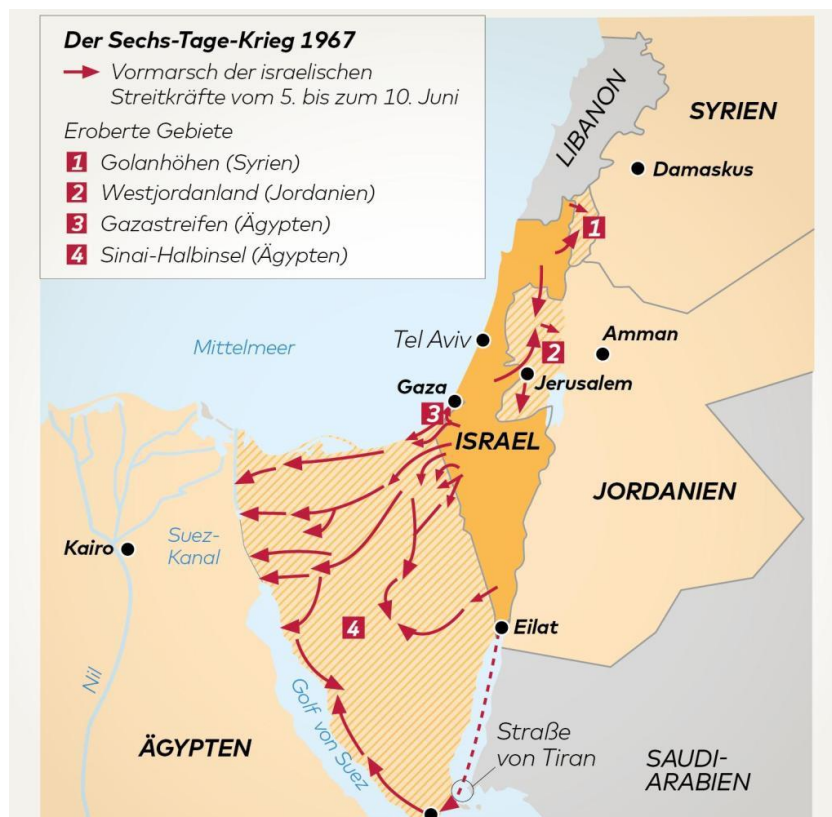 Der Sechs-Tage-Krieg 1967
Vormarsch der israelischen
Streitkräfte vom 5. bis zum 10. Juni
Eroberte Gebiete
1 Golanhöhen (Syrien)
2 Westjordanland (Jordanien)
3 Gazastreifen (Ägypten)
4 Sinai-Halbinsel (Ägypten)
LIBANON
SYRIEN
Damaskus
1
Mittelmeer
Tel Aviv
Amman
2
Jerusalem
Gaza
3
ISRAEL
JORDANIEN
Suez-
Kanal
Kairo
4
Eilat
Nil
Golf von Suez
Straße
von Tiran
ÄGYPTEN
SAUDI-
ARABIEN